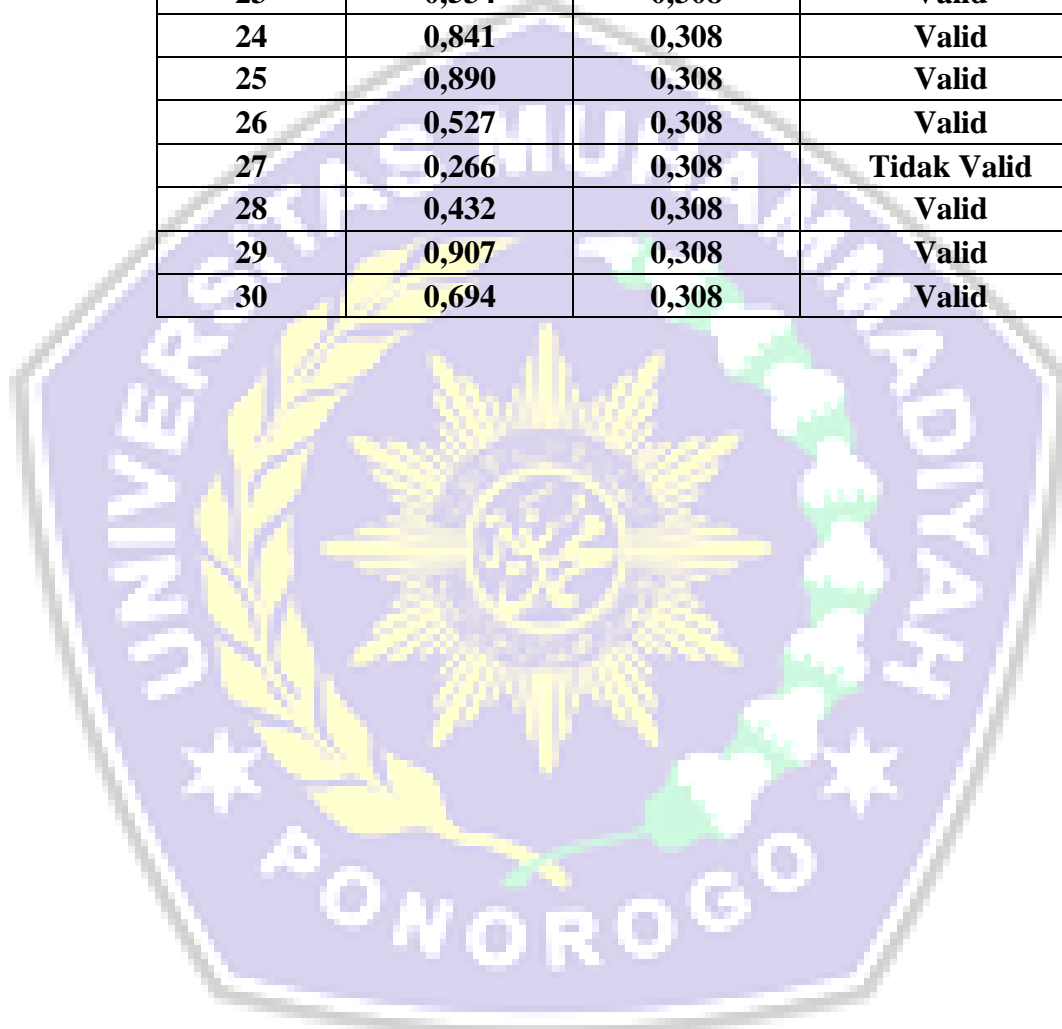 24 0,841 0,308 Valid
25 0,890 0,308 Valid
26 0,527 0,308 Valid
27 0,266 0,308 Tidak Valid
28 0,432 0,308 Valid
29 0,907 0,308 Valid
30 0,694 0,308 Valid
UNIVERSITAS MUHAMMADIYAH
PONOROGO